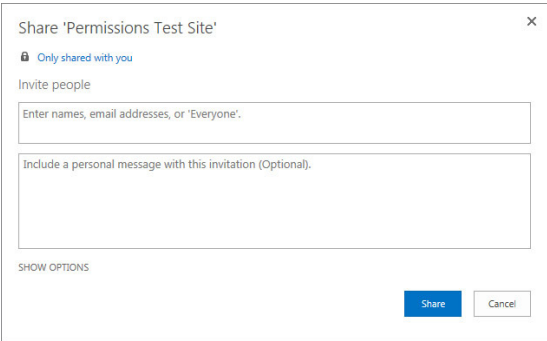 Share 'Permissions Test Site'
Only shared with you
Invite people
Enter names, email addresses, or 'Everyone'.
Include a personal message with this invitation (Optional).
SHOW OPTIONS
Share Cancel